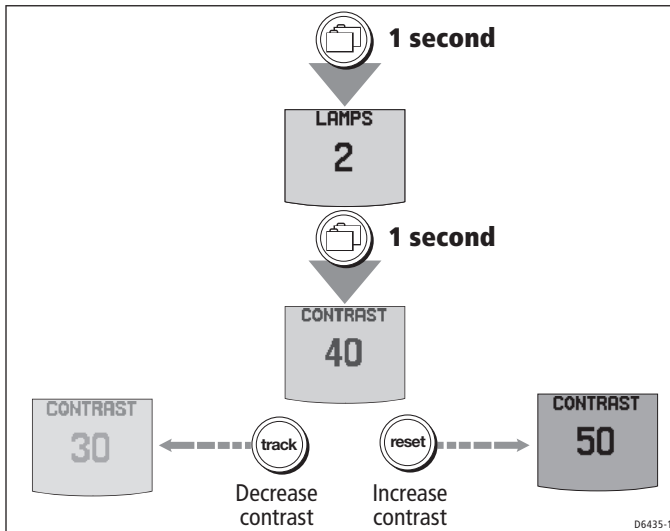 1 second
LAMPS
2
1 second
CONTRAST
40
CONTRAST
30
track
reset
CONTRAST
50
Decrease
contrast
Increase
contrast
D6435-1